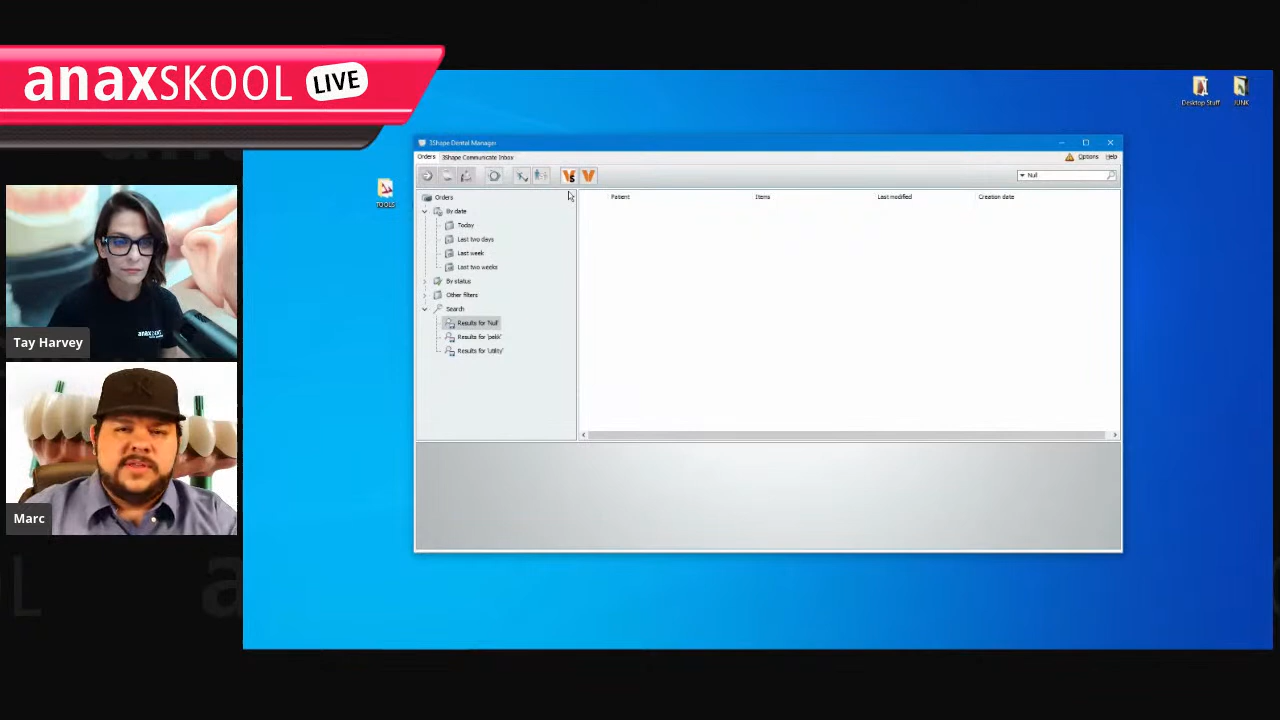 anaxSKOOL LIVE
Desktop Stuff
JUNK
3Shape Dental Manager
Orders
3Shape Communicate Inbox
Options
Help
Null
TOOLS
Orders
By date
Today
Last two days
Last week
Last two weeks
By status
Other filters
Search
Results for 'Null'
Results for 'pekk'
Results for 'utility'
Patient
Items
Last modified
Creation date
anaxSKOOL
Tay Harvey
Marc